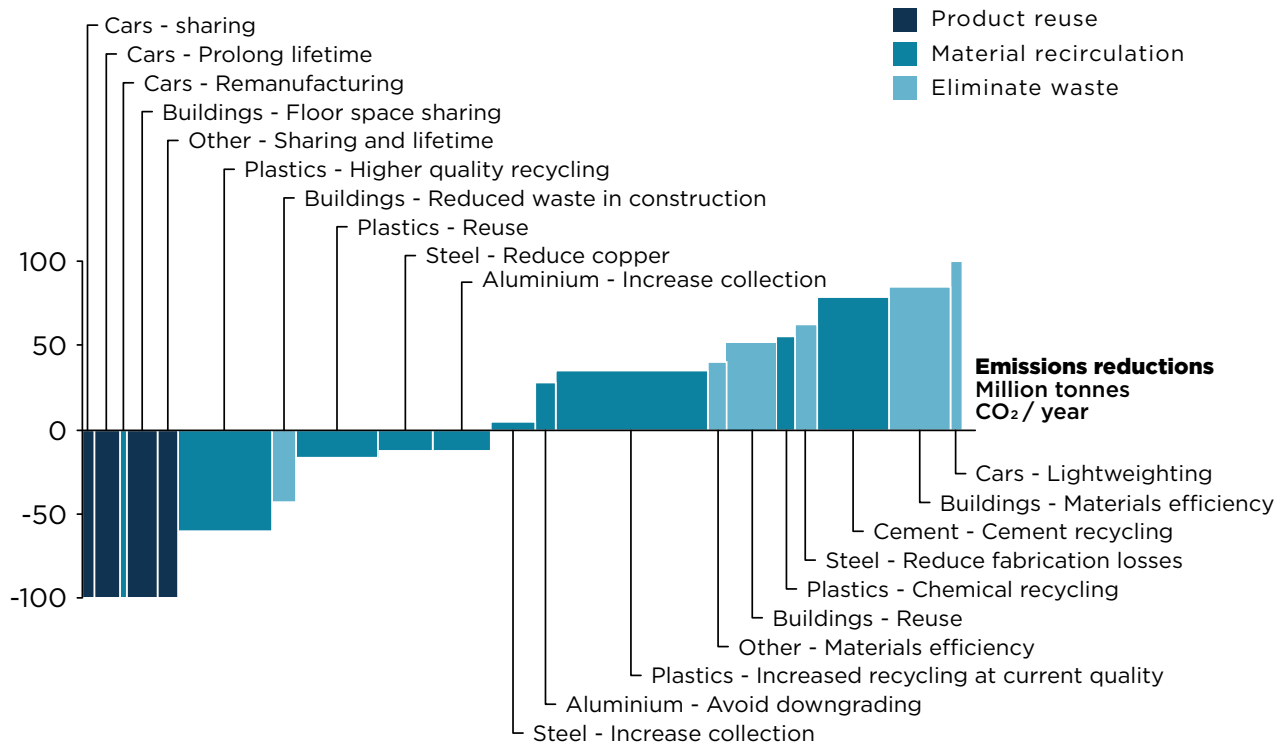 Cars - sharing
Product reuse
Cars - Prolong lifetime
Material recirculation
Cars - Remanufacturing
Eliminate waste
Buildings - Floor space sharing
Other - Sharing and lifetime
Plastics - Higher quality recycling
Buildings - Reduced waste in construction
Plastics - Reuse
Steel - Reduce copper
Aluminium - Increase collection
100
50
0
-50
-100
Emissions reductions
Million tonnes
CO₂ / year
Cars - Lightweighting
Buildings - Materials efficiency
Cement - Cement recycling
Steel - Reduce fabrication losses
Plastics - Chemical recycling
Buildings - Reuse
Other - Materials efficiency
Plastics - Increased recycling at current quality
Aluminium - Avoid downgrading
Steel - Increase collection